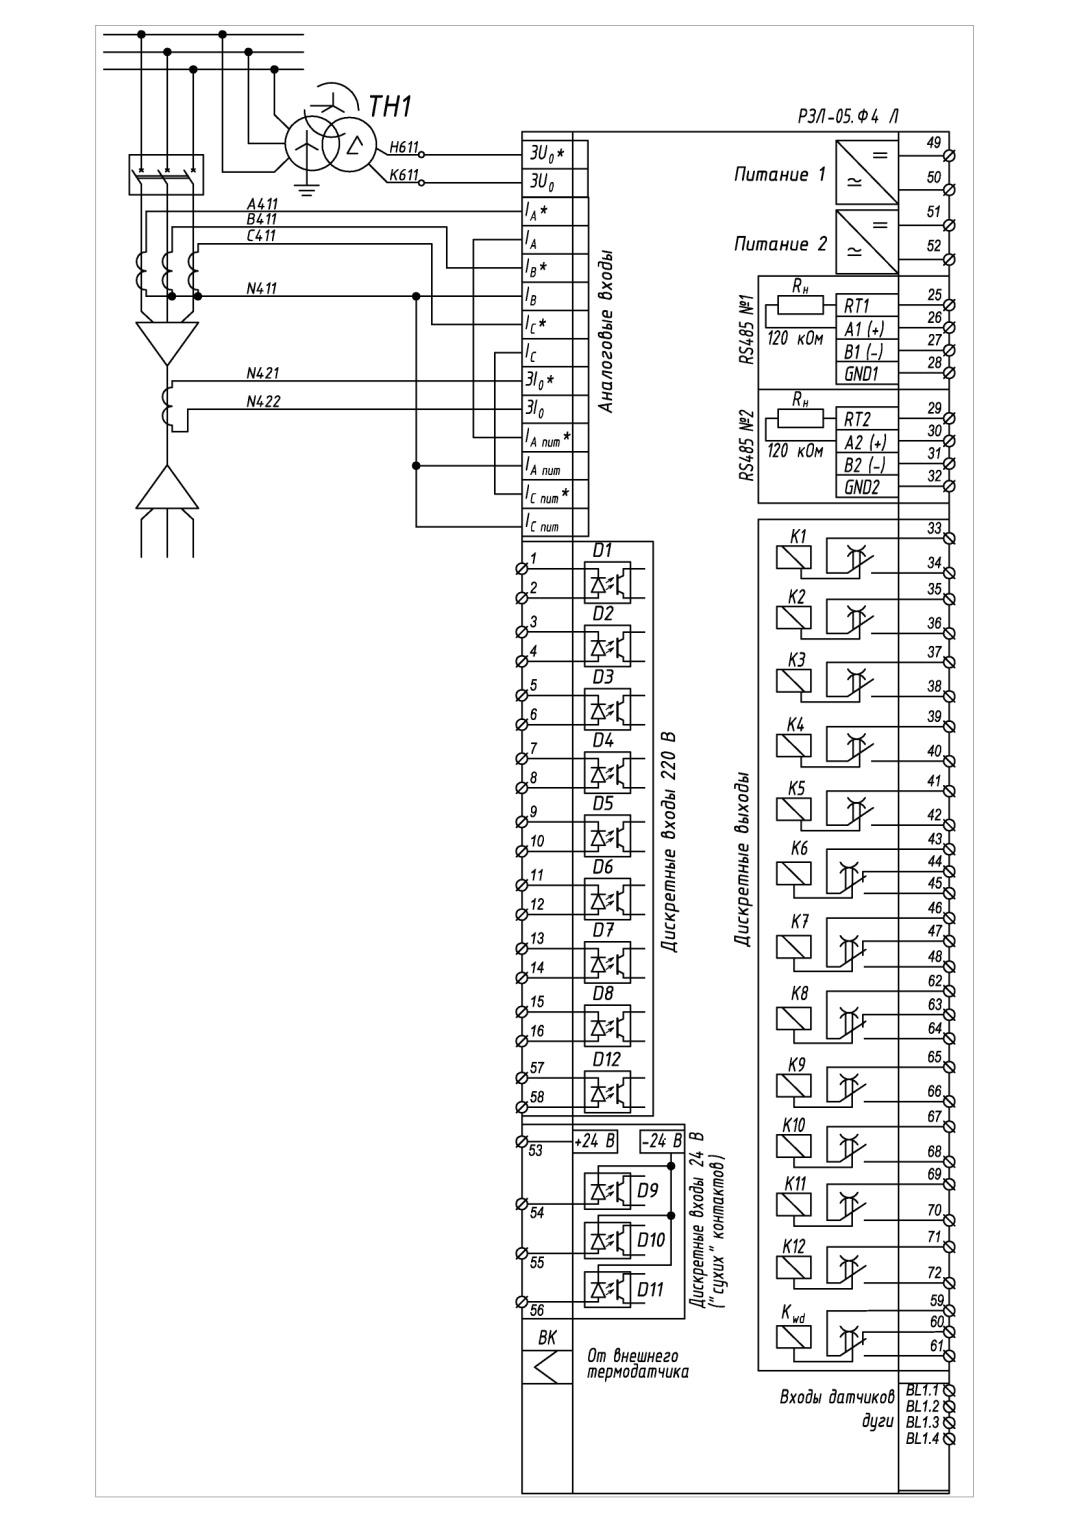 ТН1
РЗЛ-05.Ф4 Л
Н611
К611
3U0*
3U0
A411
B411
C411
N411
N421
N422
IA*
IA
IB*
IB
IC*
IC
3I0*
3I0
IA пит*
IA пит
IC пит*
IC пит
Аналоговые входы
Питание 1
49
50
Питание 2
51
52
RS485 №1
Rн
120 кОм
RT1
25
A1 (+)
26
B1 (-)
27
GND1
28
RS485 №2
Rн
120 кОм
RT2
29
A2 (+)
30
B2 (-)
31
GND2
32
D1
1
2
D2
3
4
D3
5
6
D4
7
8
D5
9
10
D6
11
12
D7
13
14
D8
15
16
D12
57
58
Дискретные входы 220 В
53
+24 В
-24 В
D9
54
D10
55
D11
56
Дискретные входы 24 В
("сухих" контактов)
ВК
От внешнего
термодатчика
Дискретные выходы
K1
33
34
K2
35
36
K3
37
38
K4
39
40
K5
41
42
K6
43
44
45
K7
46
47
48
K8
62
63
64
K9
65
66
K10
67
68
K11
69
70
K12
71
72
Kwd
59
60
61
Входы датчиков
дуги
BL1.1
BL1.2
BL1.3
BL1.4